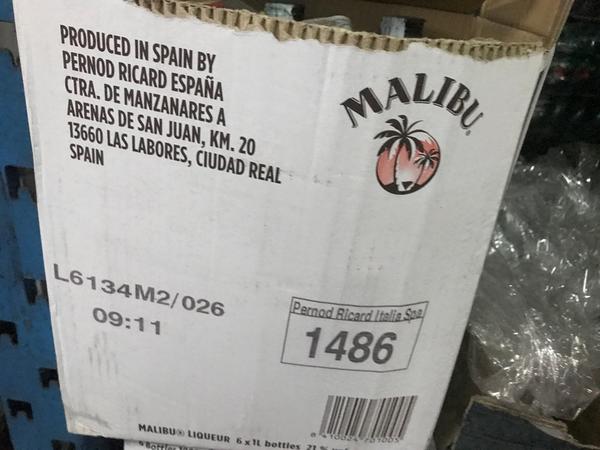 PRODUCED IN SPAIN BY
PERNOD RICARD ESPAÑA
CTRA. DE MANZANARES A
ARENAS DE SAN JUAN, KM. 20
13660 LAS LABORES, CIUDAD REAL
SPAIN
MALIBU®
L6134M2/026
09:11
Pernod Ricard Italia Spa
1486
MALIBU® LIQUEUR 6 x 1L bottles 21 %